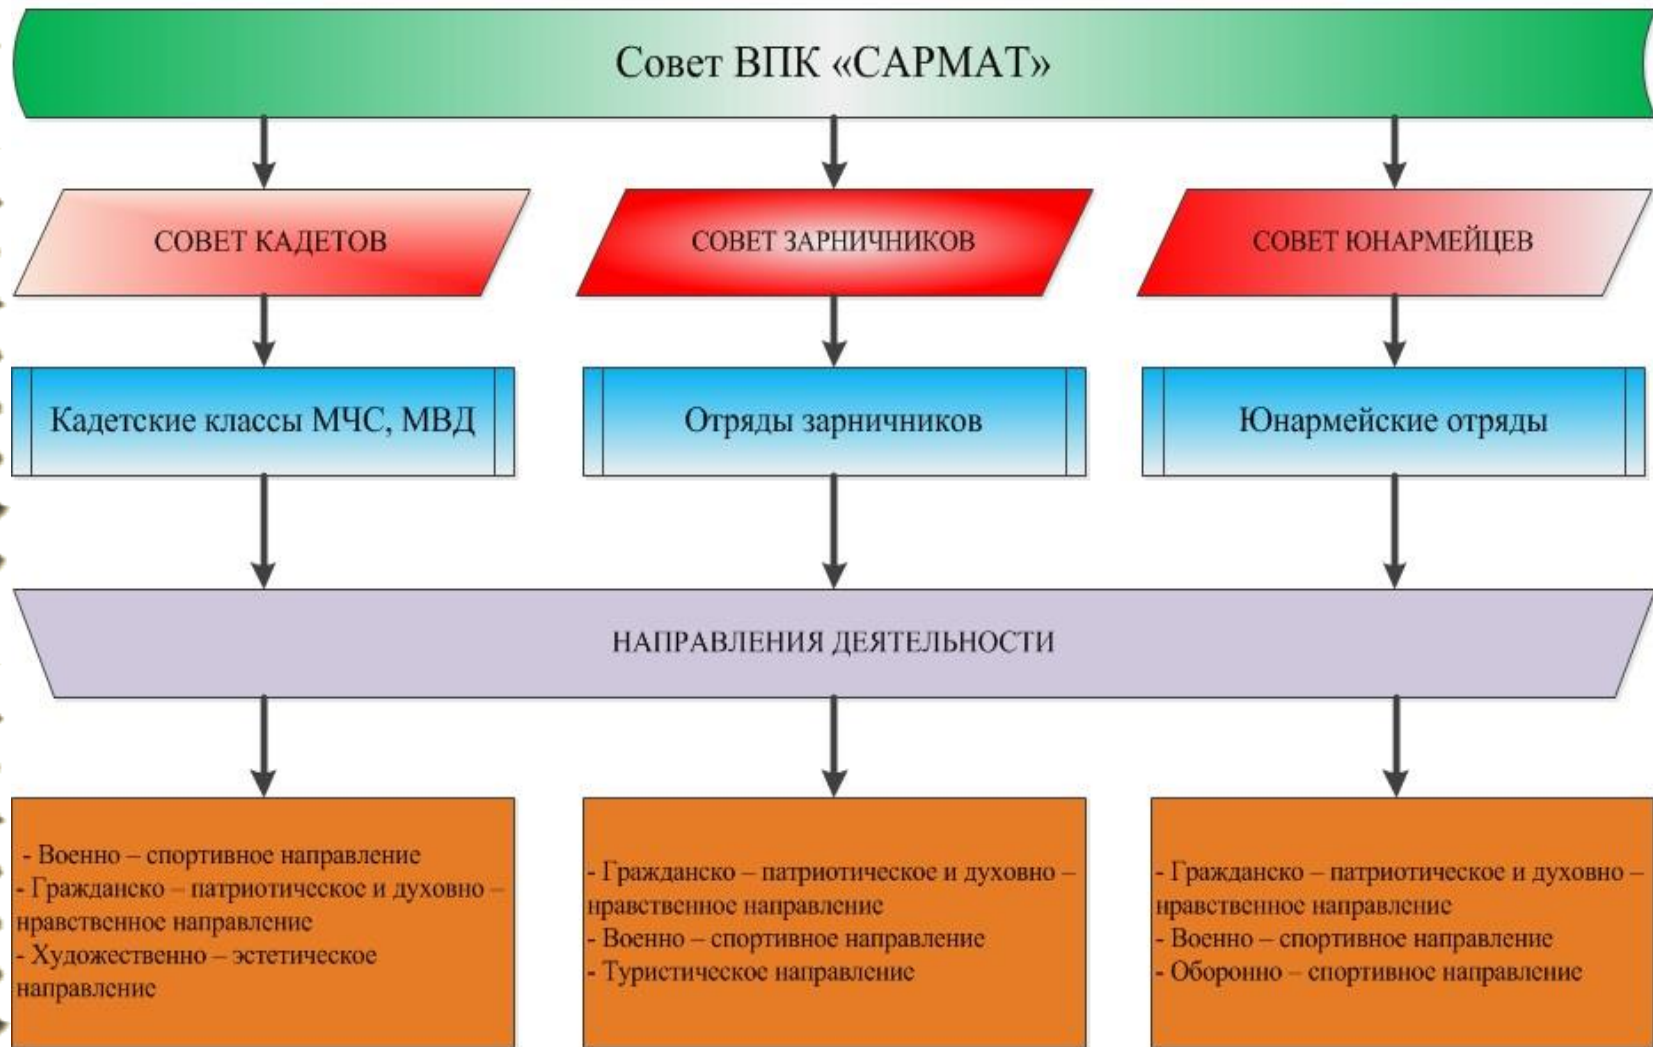 Совет ВПК «САРМАТ»
СОВЕТ КАДЕТОВ
СОВЕТ ЗАРНИЧНИКОВ
СОВЕТ ЮНАРМЕЙЦЕВ
Кадетские классы МЧС, МВД
Отряды зарничников
Юнармейские отряды
НАПРАВЛЕНИЯ ДЕЯТЕЛЬНОСТИ
- Военно – спортивное направление
- Гражданско – патриотическое и духовно –
нравственное направление
- Художественно – эстетическое
направление
- Гражданско – патриотическое и духовно –
нравственное направление
- Военно – спортивное направление
- Туристическое направление
- Гражданско – патриотическое и духовно –
нравственное направление
- Военно – спортивное направление
- Оборонно – спортивное направление